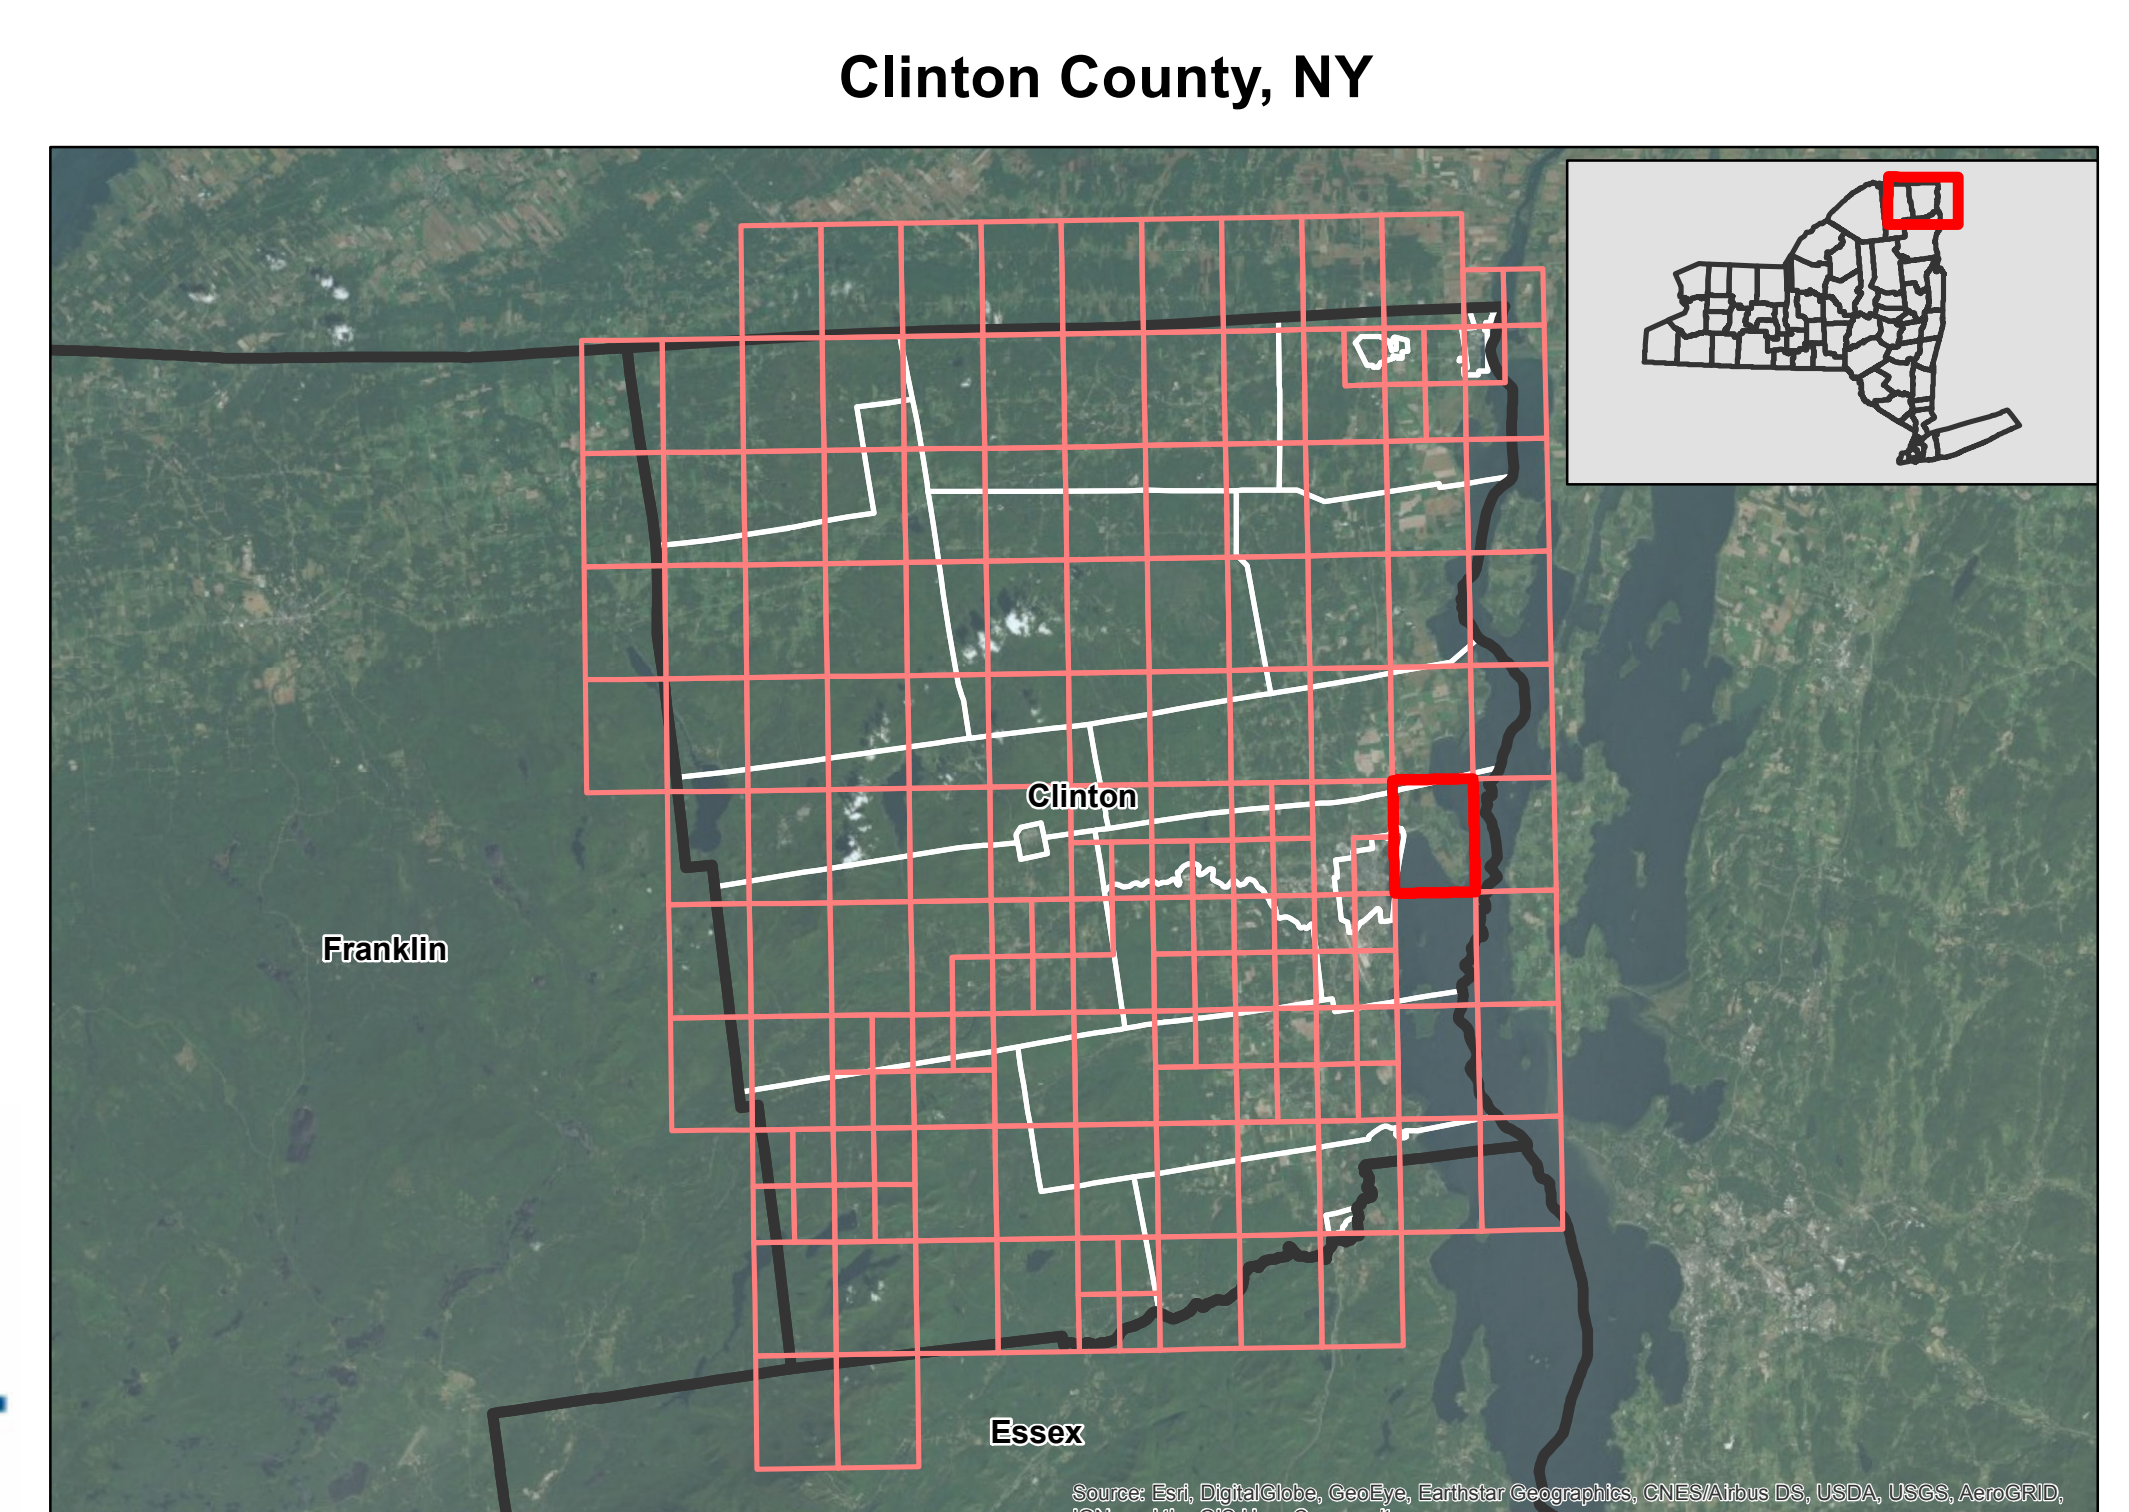 Clinton County, NY
Clinton
Franklin
Essex
Source: Esri, DigitalGlobe, GeoEye, Earthstar Geographics, CNES/Airbus DS, USDA, USGS, AeroGRID,